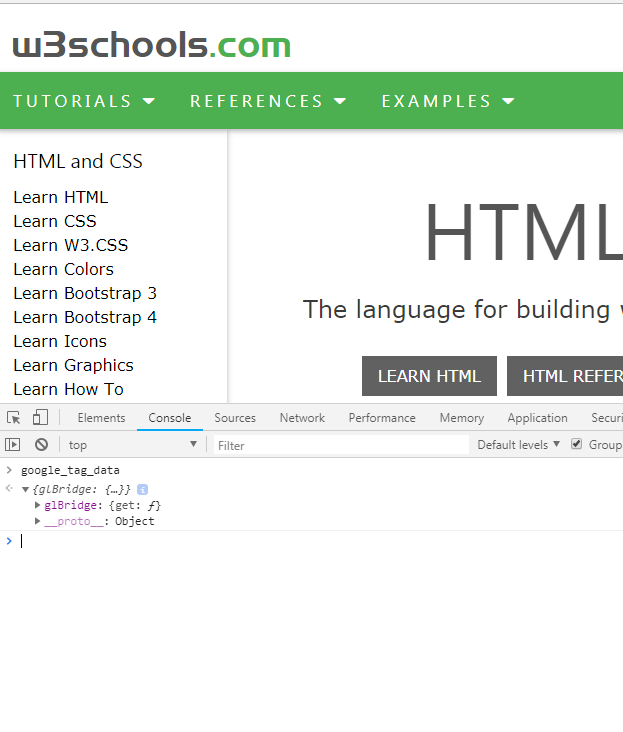 w3schools.com
TUTORIALS REFERENCES EXAMPLES
HTML and CSS
Learn HTML
Learn CSS
Learn W3.CSS
Learn Colors
Learn Bootstrap 3
Learn Bootstrap 4
Learn Icons
Learn Graphics
Learn How To
HTML
The language for building
LEARN HTML HTML REFER
Elements Console Sources Network Performance Memory Application Securi
top Filter Default levels Group
google_tag_data
{glBridge: {…}} i
glBridge: {get: ƒ}
__proto__: Object